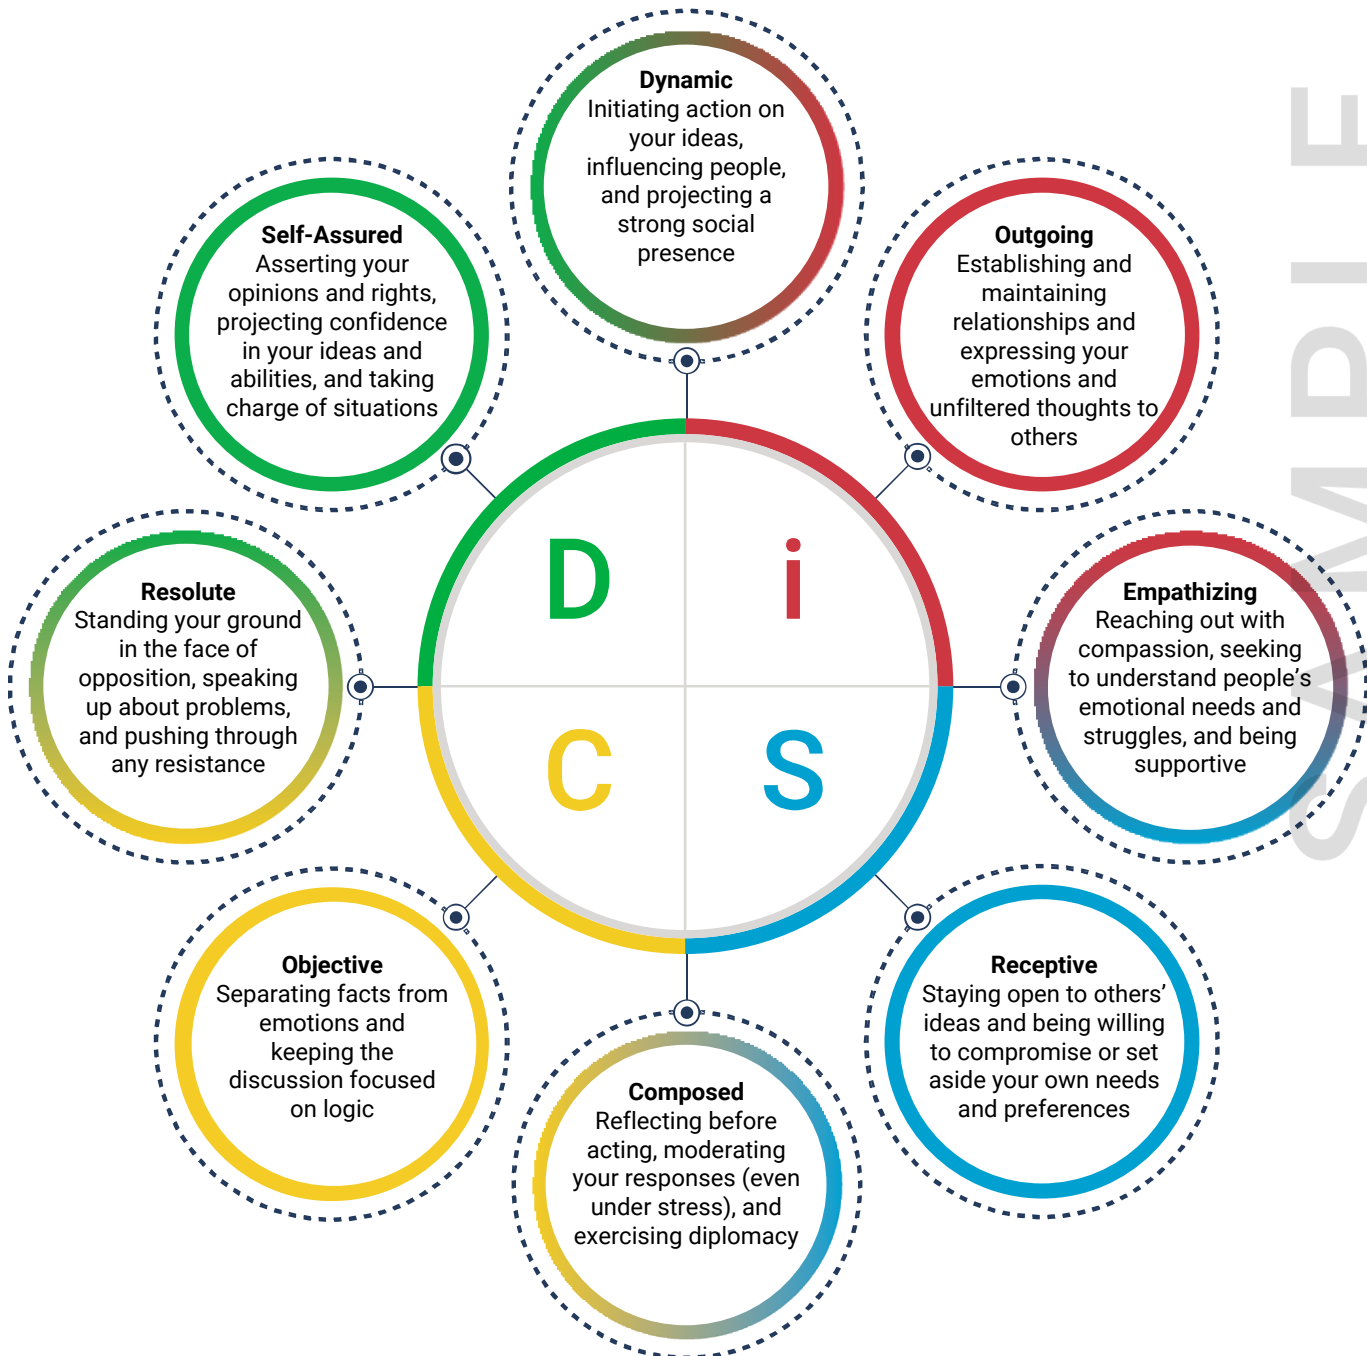 Dynamic
Initiating action on
your ideas,
influencing people,
and projecting a
strong social
presence
Self-Assured
Asserting your
opinions and rights,
projecting confidence
in your ideas and
abilities, and taking
charge of situations
Outgoing
Establishing and
maintaining
relationships and
expressing your
emotions and
unfiltered thoughts to
others
D
i
Resolute
Standing your ground
in the face of
opposition, speaking
up about problems,
and pushing through
any resistance
Empathizing
Reaching out with
compassion, seeking
to understand people’s
emotional needs and
struggles, and being
supportive
C
S
Objective
Separating facts from
emotions and
keeping the
discussion focused
on logic
Receptive
Staying open to others’
ideas and being willing
to compromise or set
aside your own needs
and preferences
Composed
Reflecting before
acting, moderating
your responses (even
under stress), and
exercising diplomacy
SAMPLE